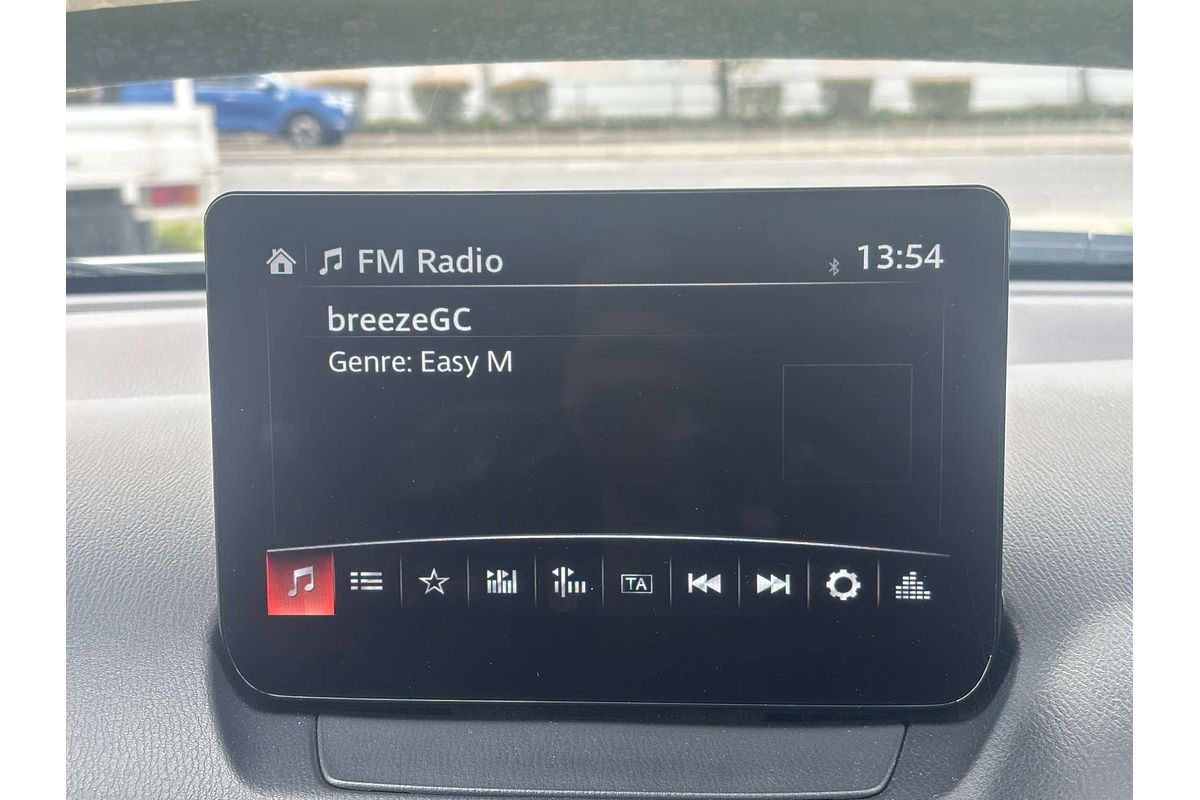 FM Radio 13:54
breezeGC
Genre: Easy M
TA